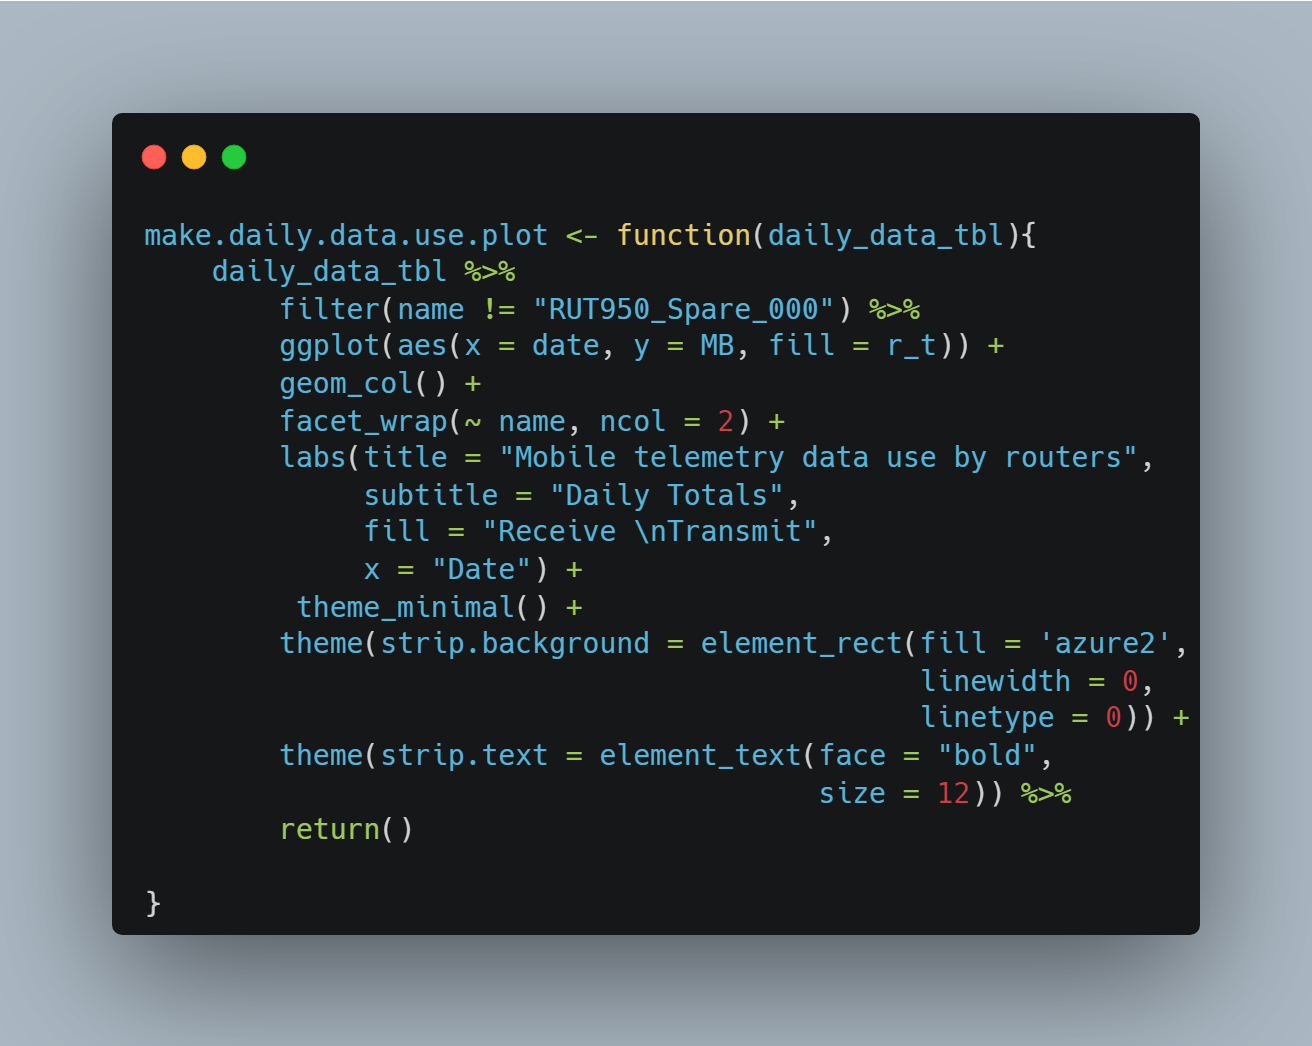 make.daily.data.use.plot <- function(daily_data_tbl){
    daily_data_tbl %>%
        filter(name != "RUT950_Spare_000") %>%
        ggplot(aes(x = date, y = MB, fill = r_t)) +
        geom_col() +
        facet_wrap(~ name, ncol = 2) +
        labs(title = "Mobile telemetry data use by routers",
             subtitle = "Daily Totals",
             fill = "Receive \nTransmit",
             x = "Date") +
         theme_minimal() +
        theme(strip.background = element_rect(fill = 'azure2',
                                              linewidth = 0,
                                              linetype = 0)) +
        theme(strip.text = element_text(face = "bold",
                                        size = 12)) %>%
        return()
}